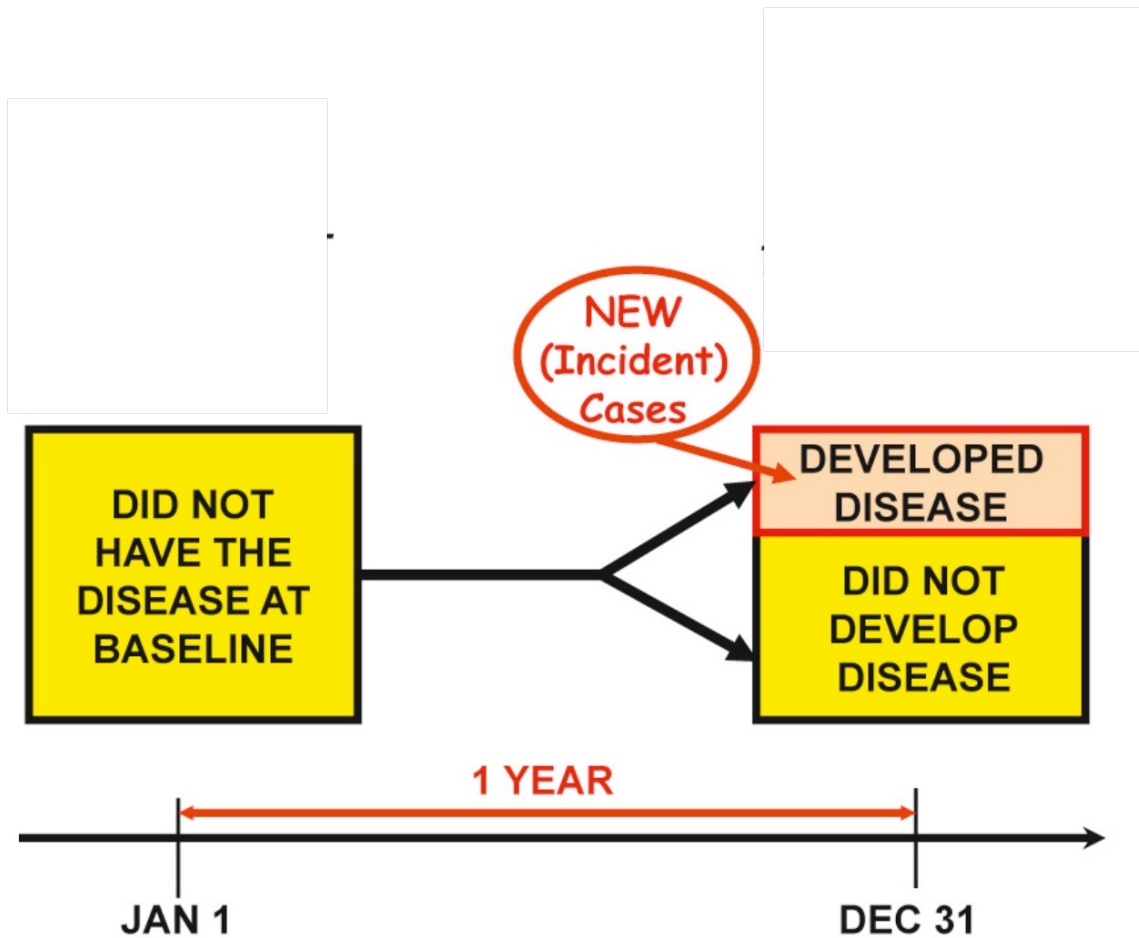 NEW
(Incident)
Cases
DID NOT
HAVE THE
DISEASE AT
BASELINE
DEVELOPED
DISEASE
DID NOT
DEVELOP
DISEASE
1 YEAR
JAN 1
DEC 31